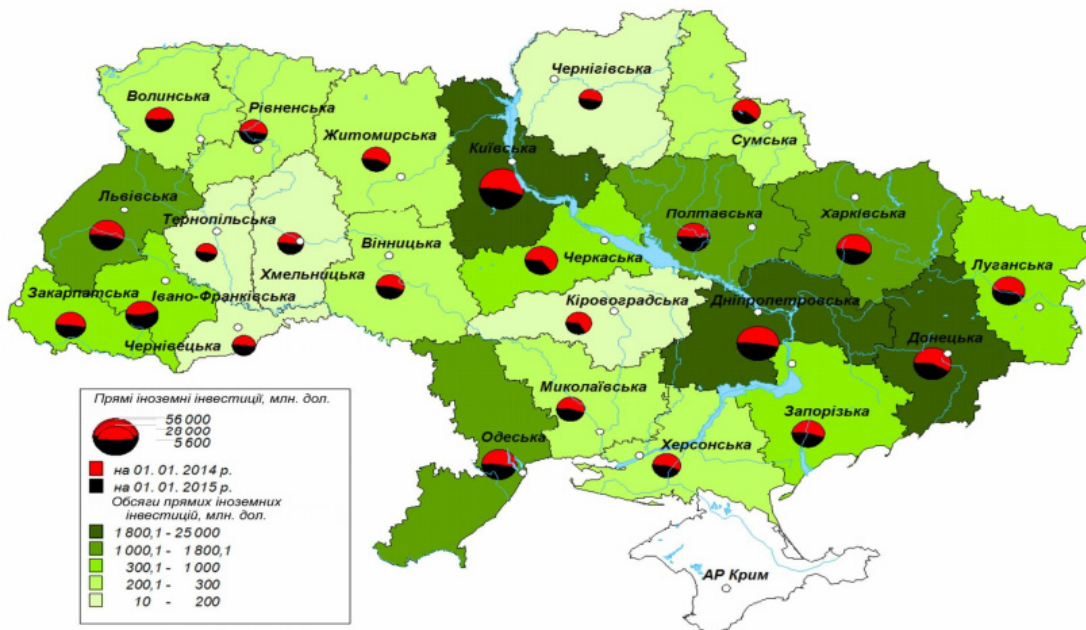 Чернігівська
Волинська
Рівненська
Житомирська
Сумська
Київська
Львівська
Тернопільська
Полтавська
Харківська
Вінницька
Черкаська
Хмельницька
Луганська
Закарпатська
Івано-Франківська
Кіровоградська
Дніпропетровська
Донецька
Чернівецька
Миколаївська
Запорізька
Одеська
Херсонська
АР Крим
Прямі іноземні інвестиції, млн. дол.
56 000
28 000
5 600
на 01. 01. 2014 р.
на 01. 01. 2015 р.
Обсяги прямих іноземних
інвестицій, млн. дол.
1 800,1 - 25 000
1 000,1 - 1 800,1
300,1 - 1 000
200,1 - 300
10 - 200